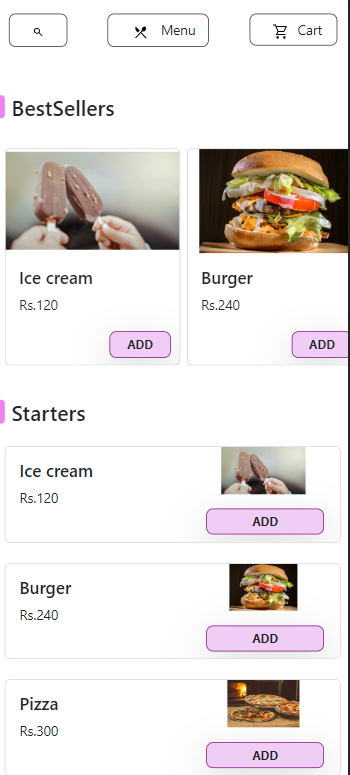 Menu
Cart
BestSellers
Ice cream
Rs.120
ADD
Burger
Rs.240
ADD
Starters
Ice cream
Rs.120
ADD
Burger
Rs.240
ADD
Pizza
Rs.300
ADD